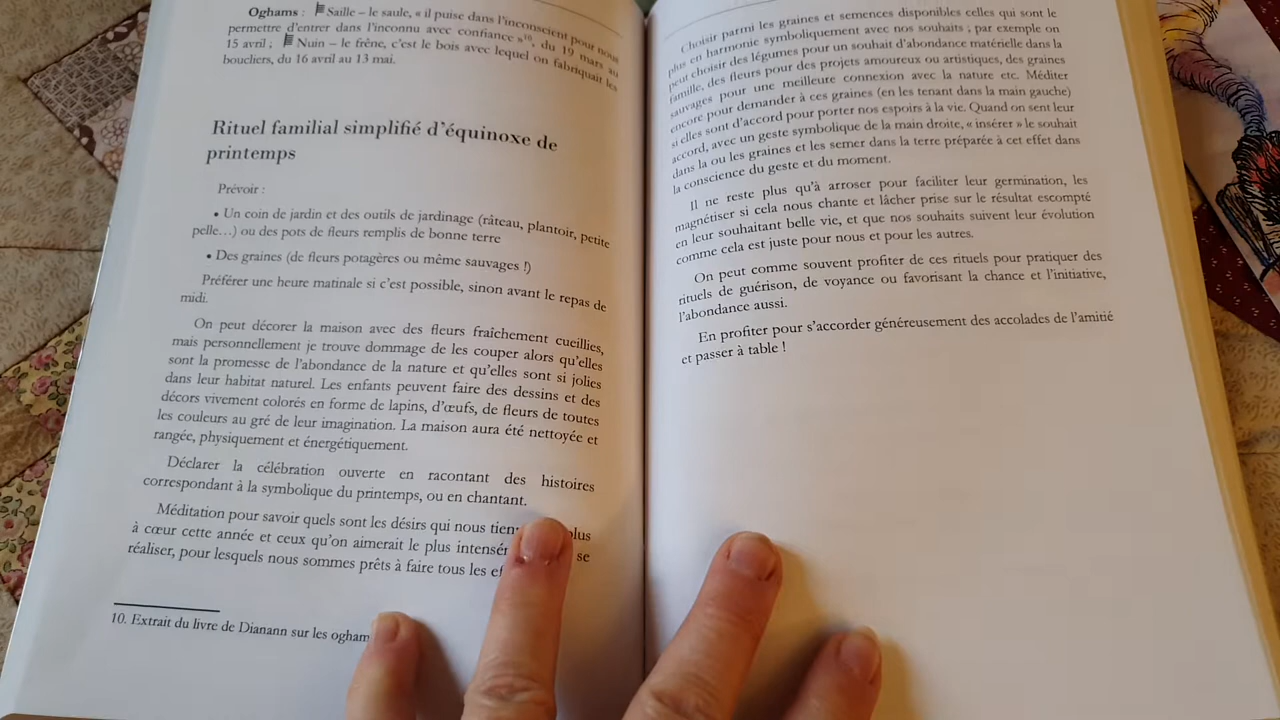 Oghams : Saille – le saule, « il puise dans l'inconscient pour nous
permettre d'entrer dans l'inconnu avec confiance »¹⁰, du 19 mars au
15 avril ; Nuin – le frêne, c'est le bois avec lequel on fabriquait les
boucliers, du 16 avril au 13 mai.
Rituel familial simplifié d'équinoxe de
printemps
Prévoir :
• Un coin de jardin et des outils de jardinage (râteau, plantoir, petite
pelle…) ou des pots de fleurs remplis de bonne terre
• Des graines (de fleurs potagères ou même sauvages !)
Préférer une heure matinale si c'est possible, sinon avant le repas de
midi.
On peut décorer la maison avec des fleurs fraîchement cueillies,
mais personnellement je trouve dommage de les couper alors qu'elles
sont la promesse de l'abondance de la nature et qu'elles sont si jolies
dans leur habitat naturel. Les enfants peuvent faire des dessins et des
décors vivement colorés en forme de lapins, d'œufs, de fleurs de toutes
les couleurs au gré de leur imagination. La maison aura été nettoyée et
rangée, physiquement et énergétiquement.
Déclarer la célébration ouverte en racontant des histoires
correspondant à la symbolique du printemps, ou en chantant.
Méditation pour savoir quels sont les désirs qui nous plus
à cœur cette année et ceux qu'on aimerait le plus se
réaliser, pour lesquels nous sommes prêts à faire tous les
10. Extrait du livre de Dianann sur les
Choisir parmi les graines et semences disponibles celles qui sont le
plus en harmonie symboliquement avec nos souhaits ; par exemple on
peut choisir des légumes pour un souhait d'abondance matérielle dans la
famille, des fleurs pour des projets amoureux ou artistiques, des graines
sauvages pour une meilleure connexion avec la nature etc. Méditer
encore pour demander à ces graines (en les tenant dans la main gauche)
si elles sont d'accord pour porter nos espoirs à la vie. Quand on sent leur
accord, avec un geste symbolique de la main droite, « insérer » le souhait
dans la ou les graines et les semer dans la terre préparée à cet effet dans
la conscience du geste et du moment.
Il ne reste plus qu'à arroser pour faciliter leur germination, les
magnétiser si cela nous chante et lâcher prise sur le résultat escompté
en leur souhaitant belle vie, et que nos souhaits suivent leur évolution
comme cela est juste pour nous et pour les autres.
On peut comme souvent profiter de ces rituels pour pratiquer des
rituels de guérison, de voyance ou favorisant la chance et l'initiative,
l'abondance aussi.
En profiter pour s'accorder généreusement des accolades de l'amitié
et passer à table !